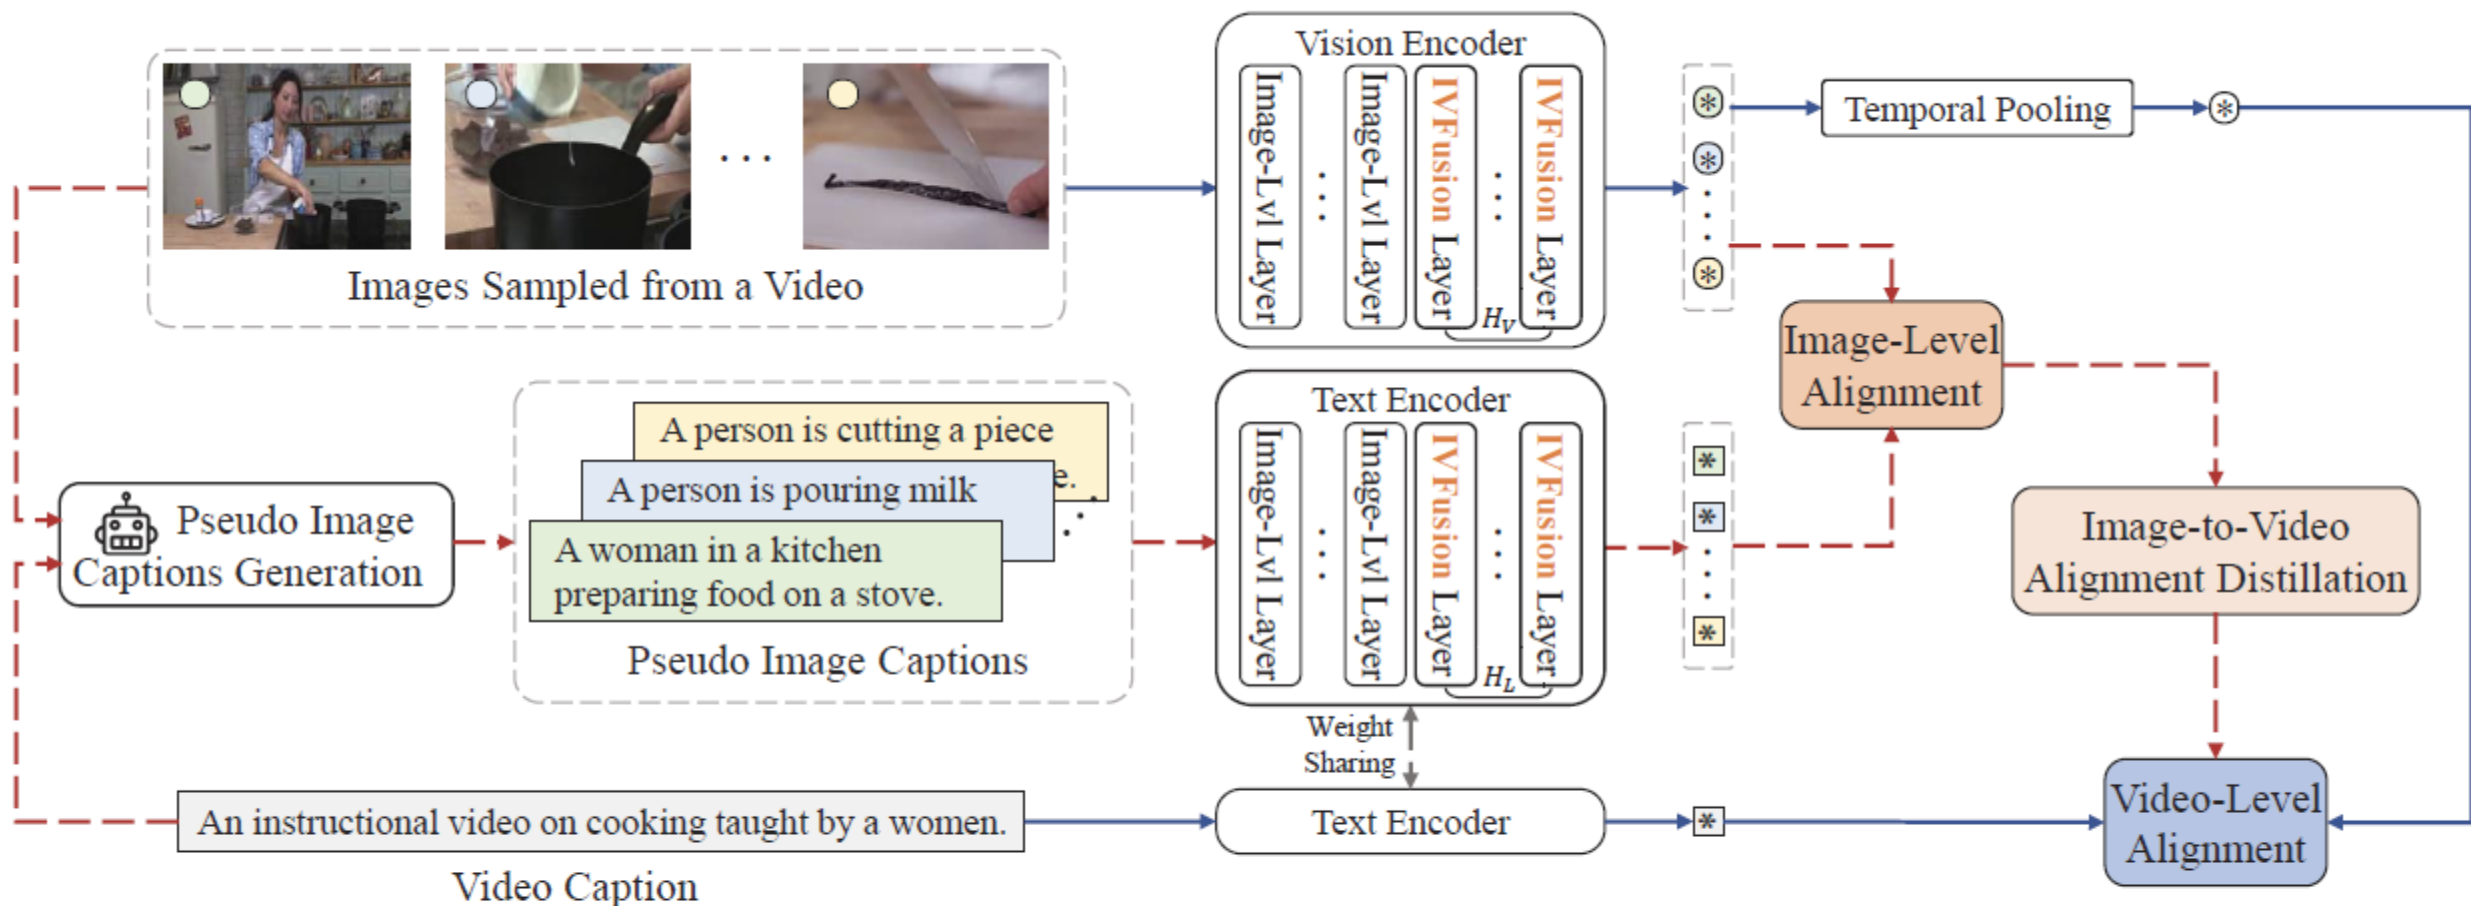 Images Sampled from a Video
Vision Encoder
Image-Lvl Layer
Image-Lvl Layer
IVFusion Layer
IVFusion Layer
H_V
Temporal Pooling
Image-Level
Alignment
Pseudo Image
Captions Generation
A person is cutting a piece
e.
A person is pouring milk
A woman in a kitchen
preparing food on a stove.
Pseudo Image Captions
Text Encoder
Image-Lvl Layer
Image-Lvl Layer
IVFusion Layer
IVFusion Layer
H_L
Image-to-Video
Alignment Distillation
Weight
Sharing
An instructional video on cooking taught by a women.
Video Caption
Text Encoder
Video-Level
Alignment